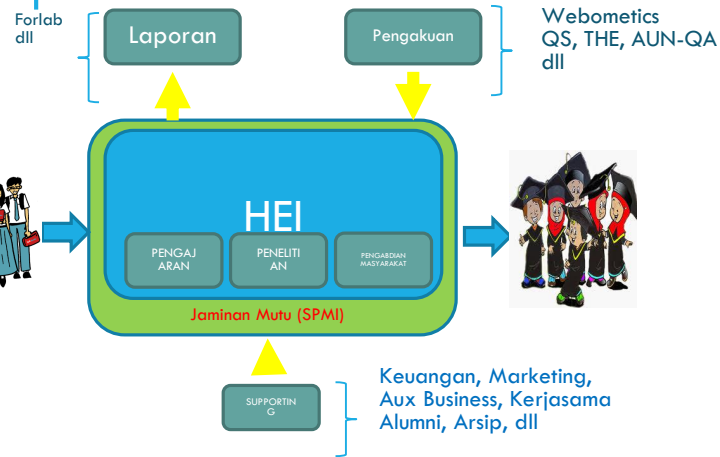 Forlab
dll
Laporan
Pengakuan
Webometics
QS, THE, AUN-QA
dll
HEI
PENGAJ
ARAN
PENELITI
AN
PENGABDIAN
MASYARAKAT
Jaminan Mutu (SPMI)
SUPPORTIN
G
Keuangan, Marketing,
Aux Business, Kerjasama
Alumni, Arsip, dll